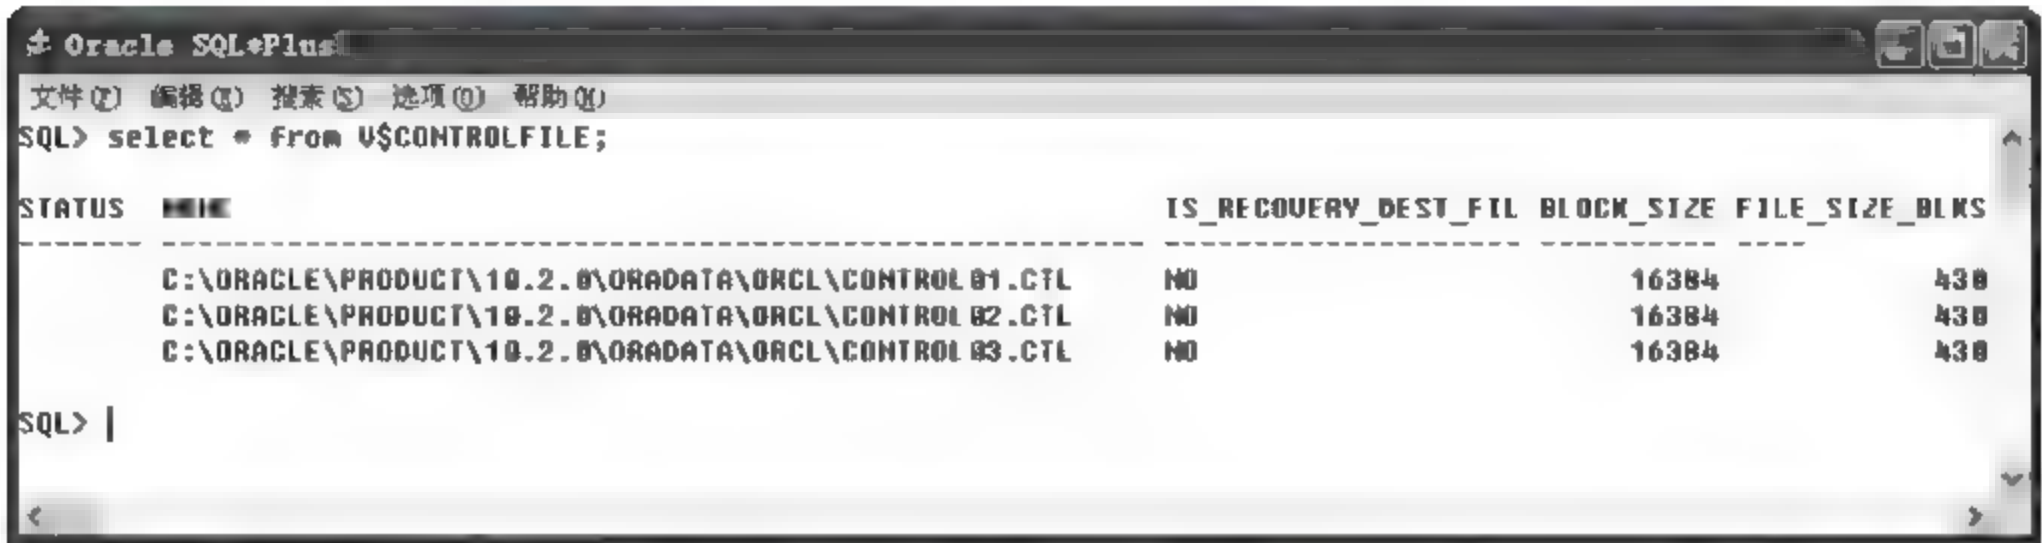 Oracle SQL*Plus
文件(F) 编辑(E) 搜索(S) 选项(O) 帮助(H)
SQL> select * from V$CONTROLFILE;
STATUS IS_RECOVERY_DEST_FIL BLOCK_SIZE FILE_SIZE_BLKS
------- -------------------------------------------------------- -------------------- ---------- ----
C:\ORACLE\PRODUCT\10.2.0\ORADATA\ORCL\CONTROL01.CTL NO 16384 430
C:\ORACLE\PRODUCT\10.2.0\ORADATA\ORCL\CONTROL02.CTL NO 16384 430
C:\ORACLE\PRODUCT\10.2.0\ORADATA\ORCL\CONTROL03.CTL NO 16384 430
SQL>